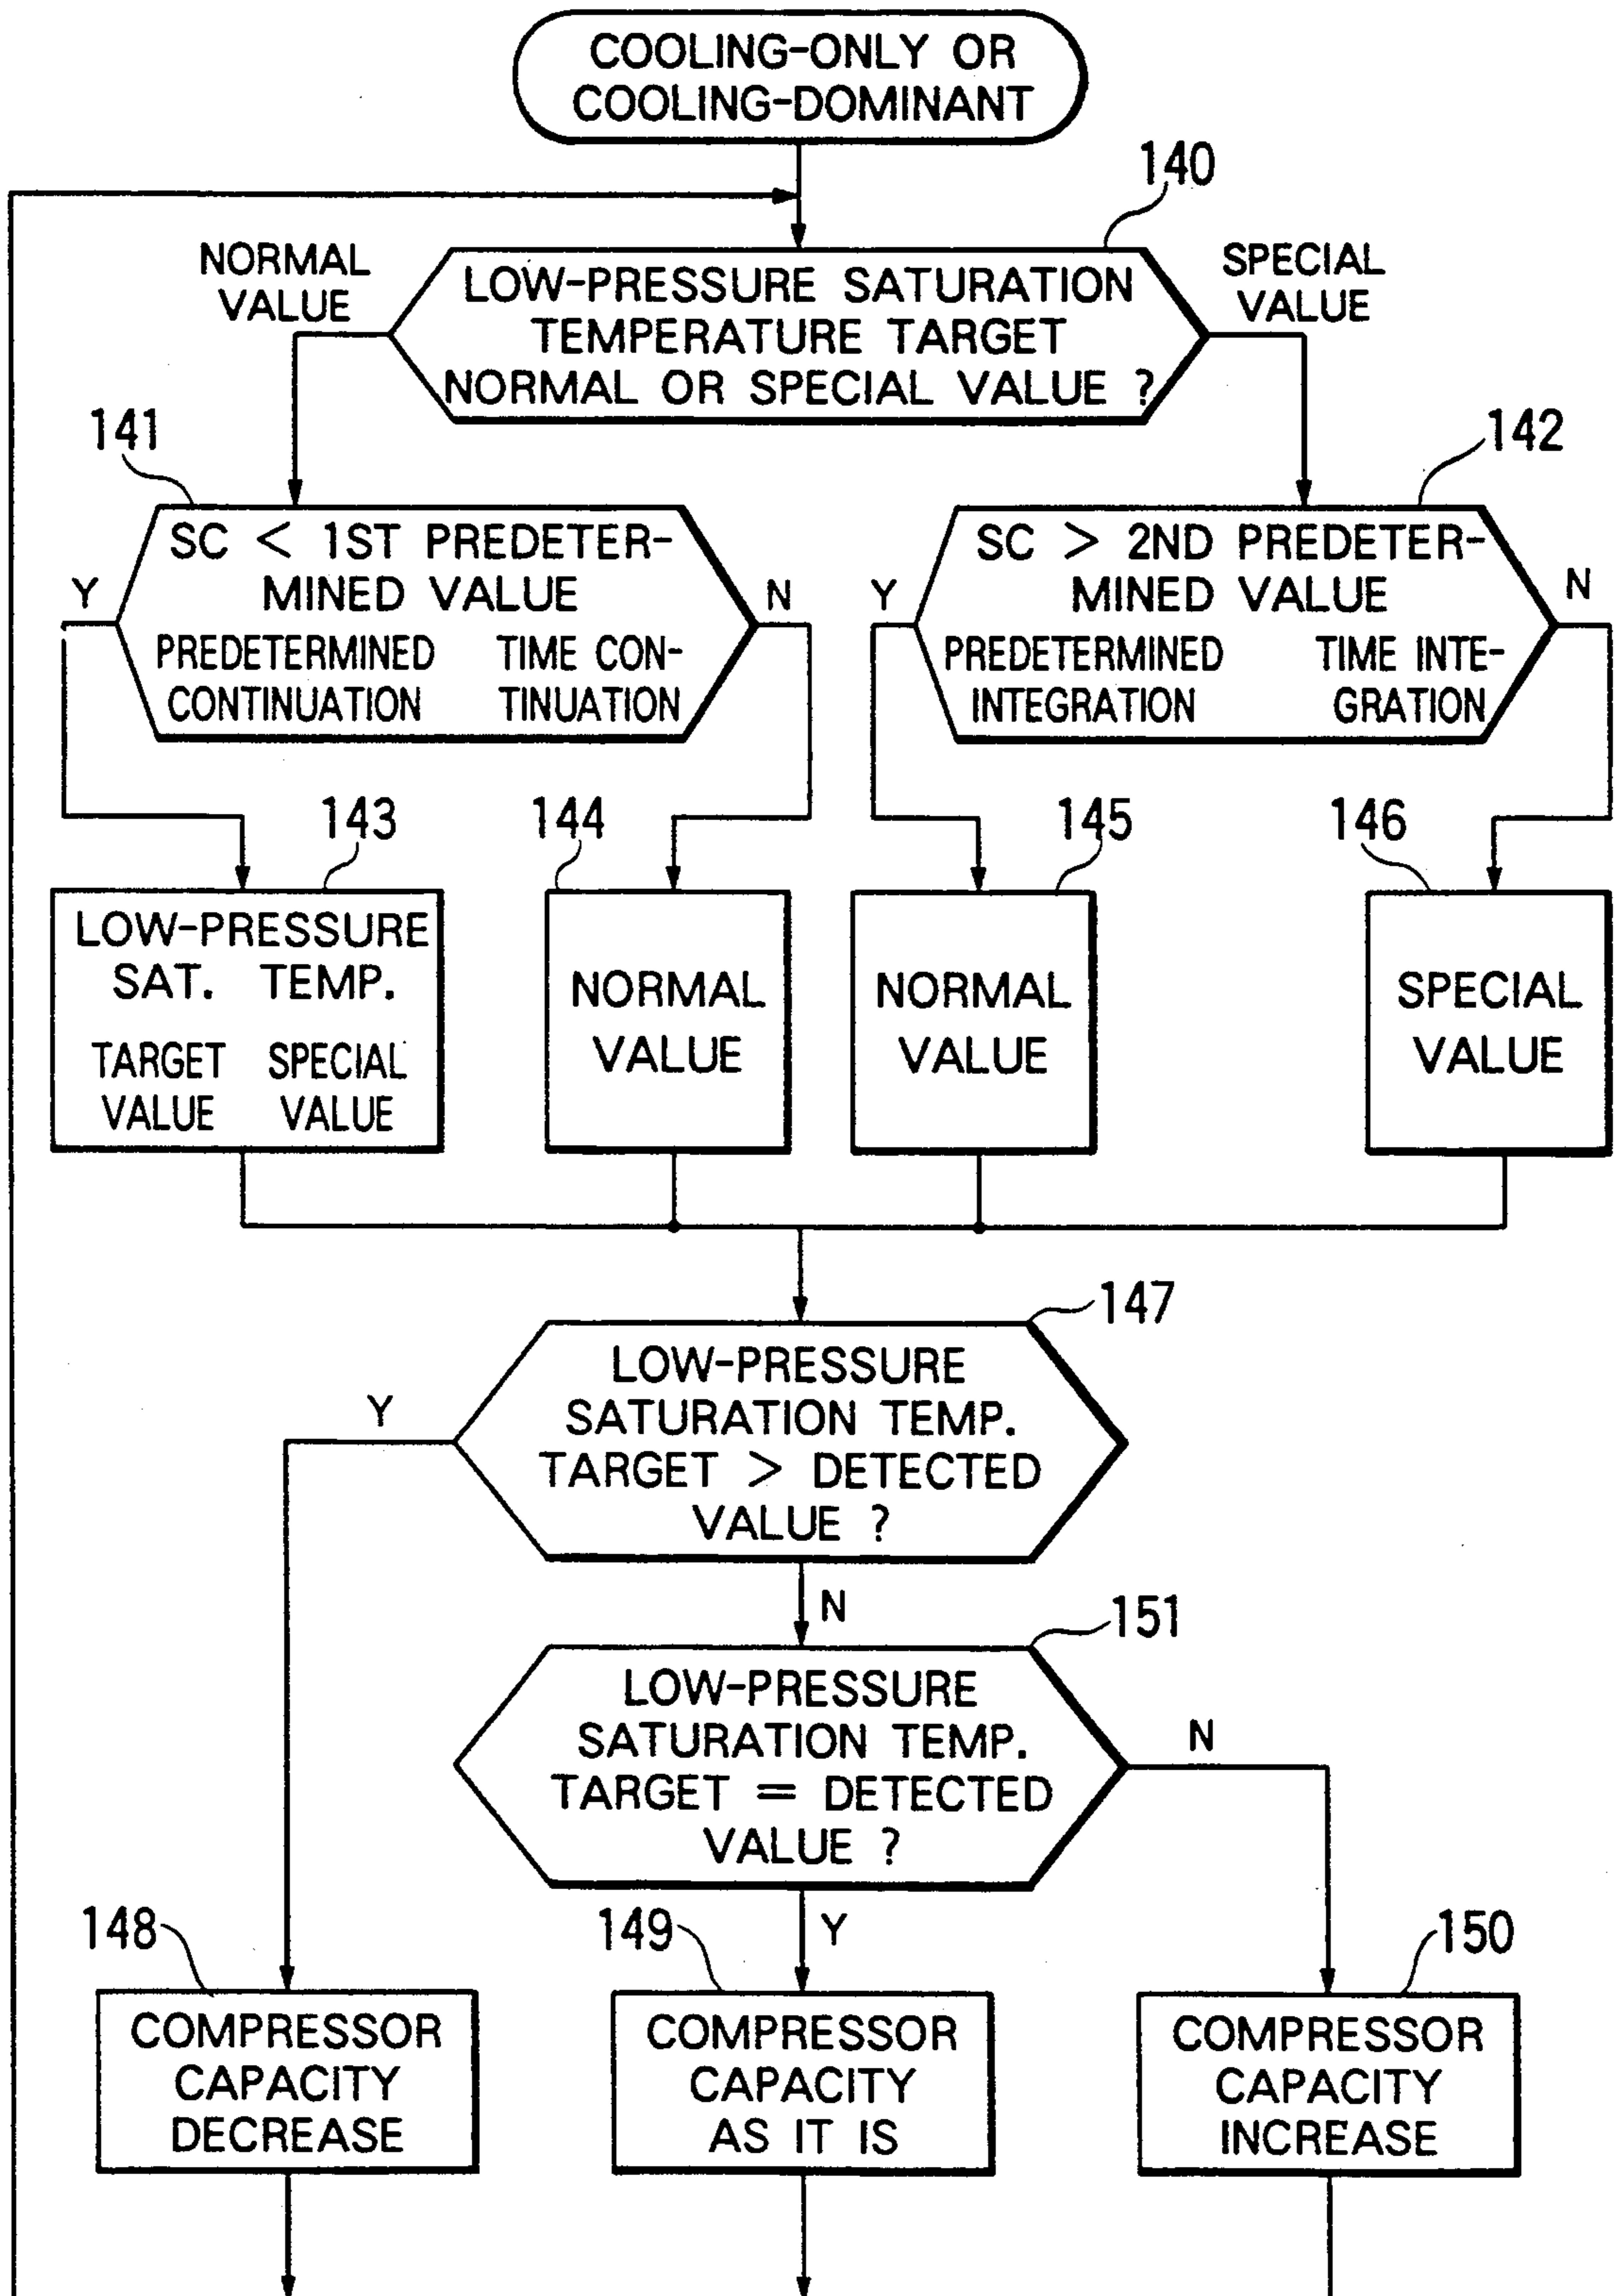 COOLING-ONLY OR
COOLING-DOMINANT
140
NORMAL
VALUE
LOW-PRESSURE SATURATION
TEMPERATURE TARGET
NORMAL OR SPECIAL VALUE ?
SPECIAL
VALUE
141
SC < 1ST PREDETER-
MINED VALUE
PREDETERMINED TIME CON-
CONTINUATION TINUATION
Y
N
142
SC > 2ND PREDETER-
MINED VALUE
PREDETERMINED TIME INTE-
INTEGRATION GRATION
Y
N
143
LOW-PRESSURE
SAT. TEMP.
TARGET SPECIAL
VALUE VALUE
144
NORMAL
VALUE
145
NORMAL
VALUE
146
SPECIAL
VALUE
147
LOW-PRESSURE
SATURATION TEMP.
TARGET > DETECTED
VALUE ?
Y
N
151
LOW-PRESSURE
SATURATION TEMP.
TARGET = DETECTED
VALUE ?
N
Y
148
COMPRESSOR
CAPACITY
DECREASE
149
COMPRESSOR
CAPACITY
AS IT IS
150
COMPRESSOR
CAPACITY
INCREASE